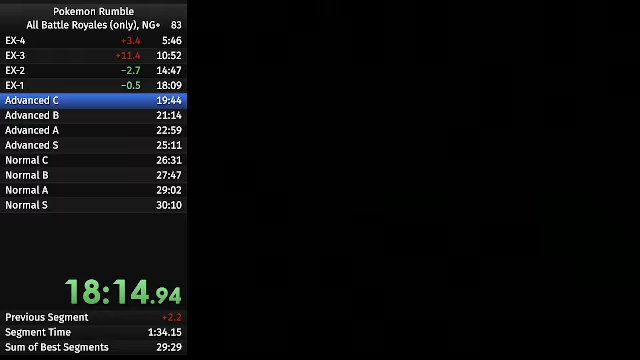 Pokemon Rumble
All Battle Royales (only), NG+ 83
EX-4 +3.4 5:46
EX-3 +11.4 10:52
EX-2 −2.7 14:47
EX-1 −0.5 18:09
Advanced C 19:44
Advanced B 21:14
Advanced A 22:59
Advanced S 25:11
Normal C 26:31
Normal B 27:47
Normal A 29:02
Normal S 30:10
18:14.94
Previous Segment +2.2
Segment Time 1:34.15
Sum of Best Segments 29:29